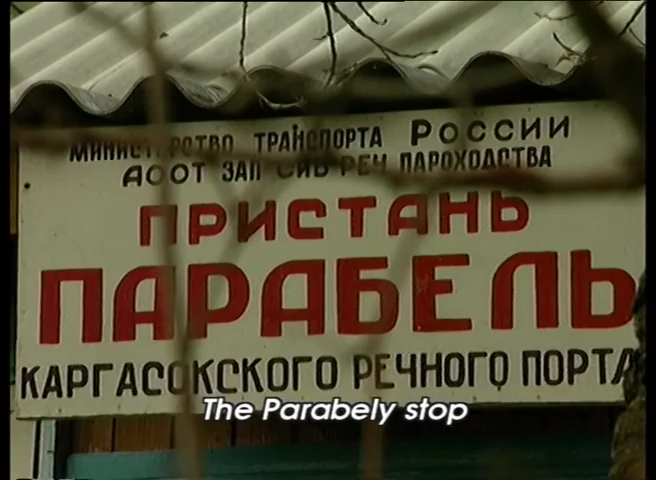 МИНИСТЕРСТВО ТРАНСПОРТА РОССИИ
АООТ ЗАП СИБ РЕЧ ПАРОХОДСТВА
ПРИСТАНЬ
ПАРАБЕЛЬ
КАРГАСОКСКОГО РЕЧНОГО ПОРТА
The Parabely stop